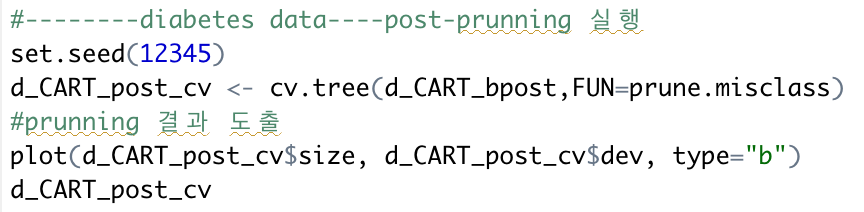 #--------diabetes data----post-prunning 실행
set.seed(12345)
d_CART_post_cv <- cv.tree(d_CART_bpost,FUN=prune.misclass)
#prunning 결과 도출
plot(d_CART_post_cv$size, d_CART_post_cv$dev, type="b")
d_CART_post_cv